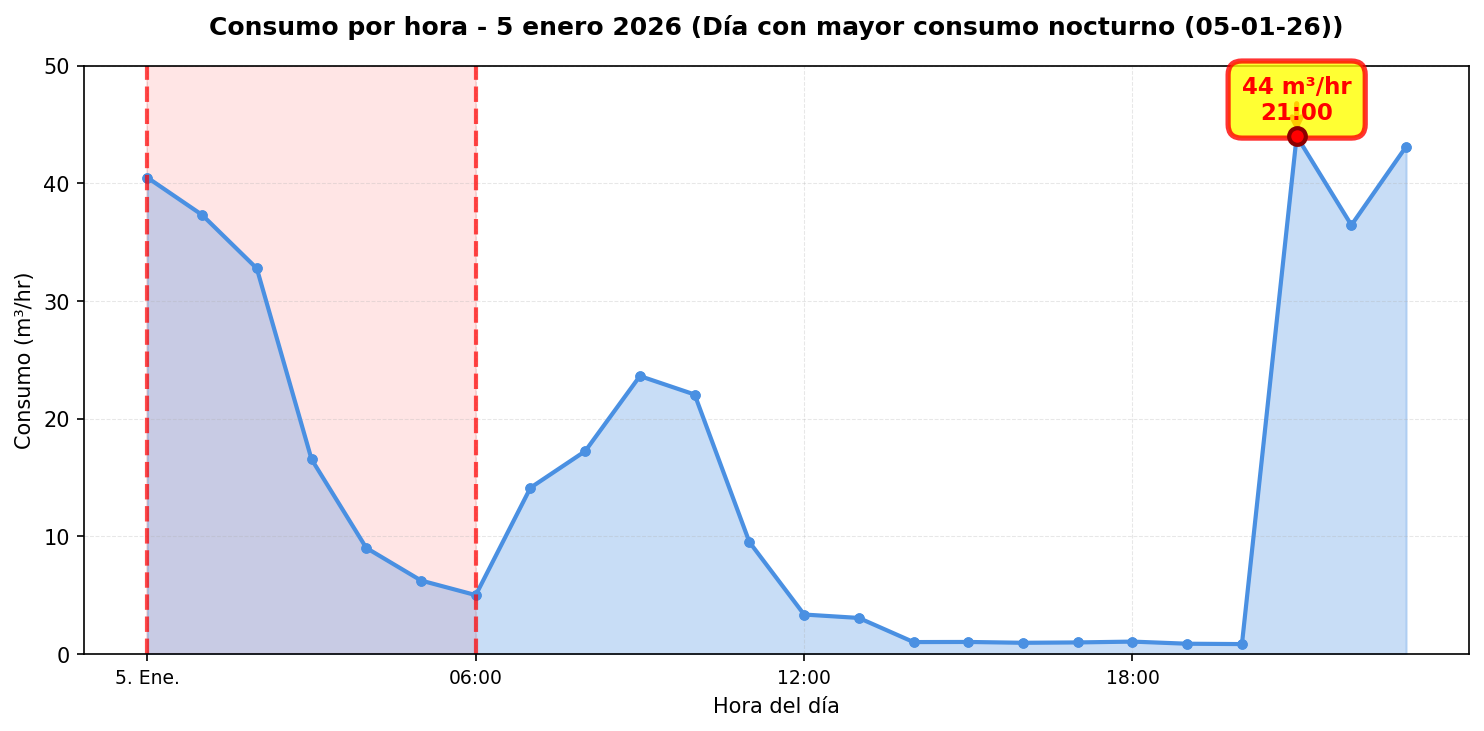 Consumo por hora - 5 enero 2026 (Día con mayor consumo nocturno (05-01-26))
50
44 m³/hr
21:00
40
30
20
10
0
Consumo (m³/hr)
5. Ene.
06:00
12:00
18:00
Hora del día